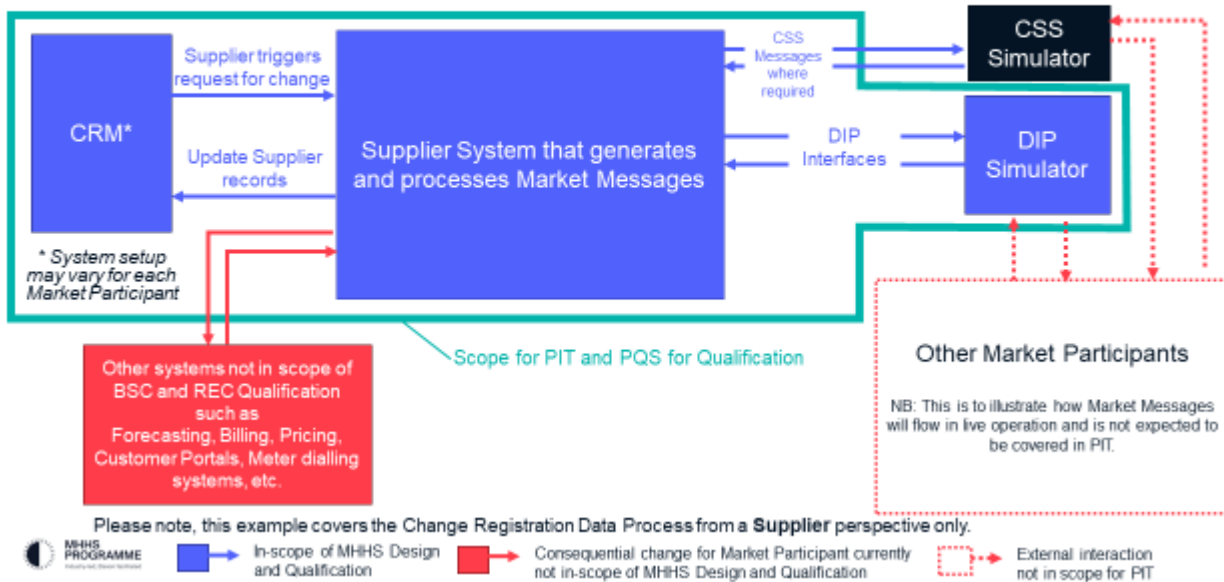 CRM*
Supplier triggers
request for change
Update Supplier
records
* System setup
may vary for each
Market Participant
Supplier System that generates
and processes Market Messages
CSS
Messages
where
required
CSS
Simulator
DIP
Interfaces
DIP
Simulator
Scope for PIT and PQS for Qualification
Other systems not in scope of
BSC and REC Qualification
such as
Forecasting, Billing, Pricing,
Customer Portals, Meter dialling
systems, etc.
Other Market Participants
NB: This is to illustrate how Market Messages
will flow in live operation and is not expected to
be covered in PIT.
Please note, this example covers the Change Registration Data Process from a Supplier perspective only.
MHHS
PROGRAMME
In-scope of MHHS Design
and Qualification
Consequential change for Market Participant currently
not in-scope of MHHS Design and Qualification
External interaction
not in scope for PIT